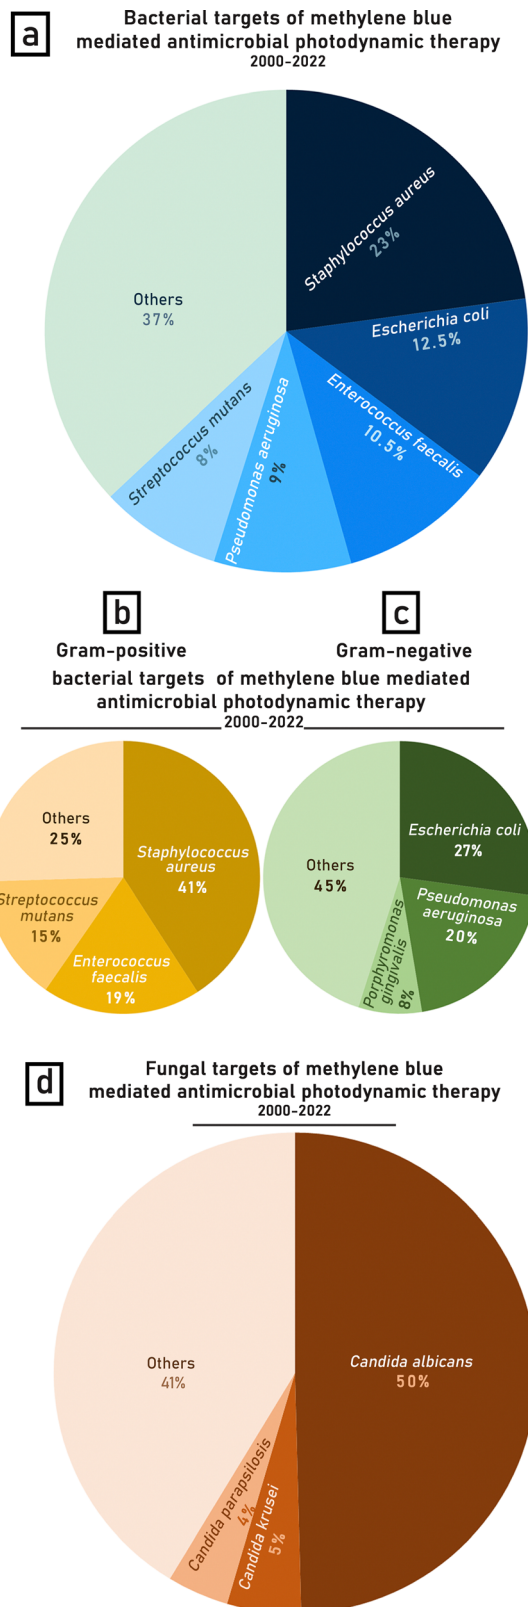 a
Bacterial targets of methylene blue
mediated antimicrobial photodynamic therapy
2000-2022
Staphylococcus aureus
23%
Escherichia coli
12.5%
Enterococcus faecalis
10.5%
Pseudomonas aeruginosa
9%
Streptococcus mutans
8%
Others
37%
b
Gram-positive
c
Gram-negative
bacterial targets of methylene blue mediated
antimicrobial photodynamic therapy
2000-2022
Staphylococcus
aureus
41%
Enterococcus
faecalis
19%
Streptococcus
mutans
15%
Others
25%
Escherichia coli
27%
Pseudomonas
aeruginosa
20%
Porphyromonas
gingivalis
8%
Others
45%
d
Fungal targets of methylene blue
mediated antimicrobial photodynamic therapy
2000-2022
Candida albicans
50%
Candida krusei
5%
Candida parapsilosis
4%
Others
41%